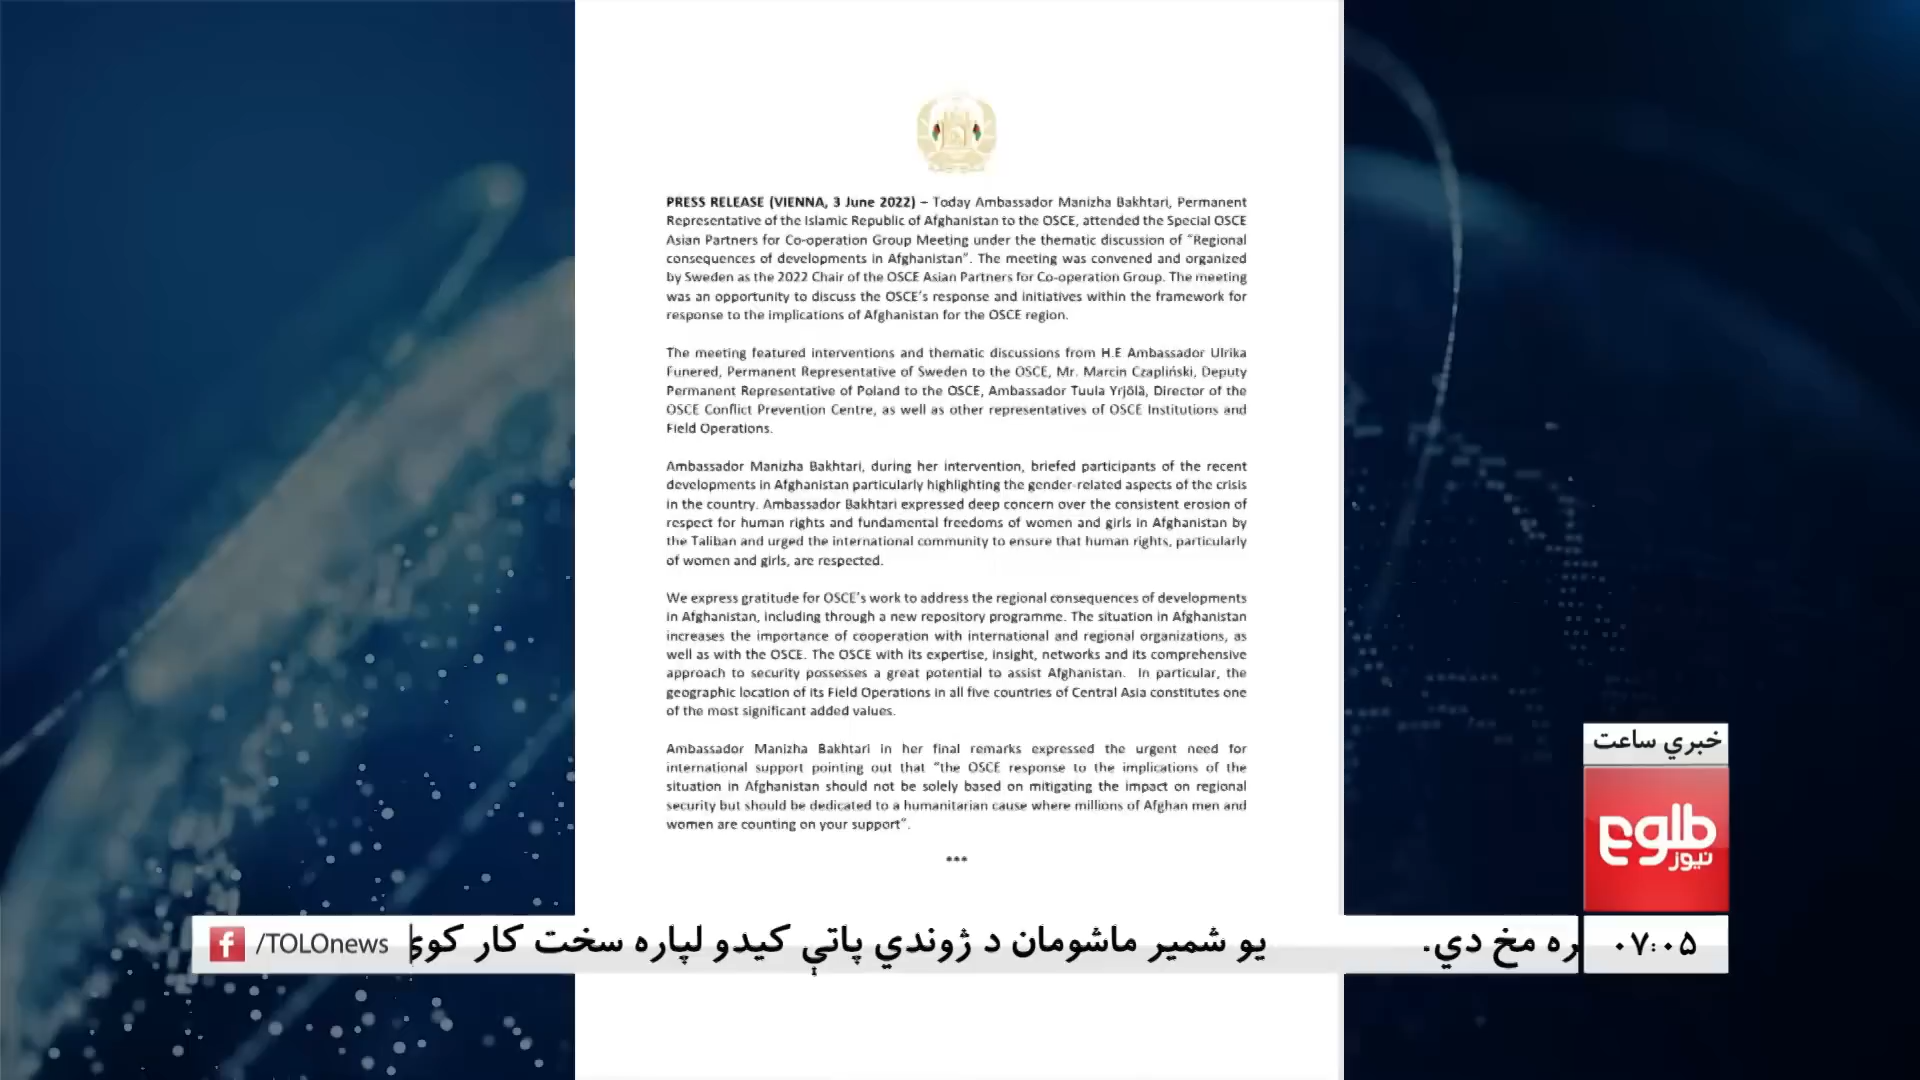 PRESS RELEASE (VIENNA, 3 June 2022) – Today Ambassador Manizha Bakhtari, Permanent
Representative of the Islamic Republic of Afghanistan to the OSCE, attended the Special OSCE
Asian Partners for Co-operation Group Meeting under the thematic discussion of "Regional
consequences of developments in Afghanistan". The meeting was convened and organized
by Sweden as the 2022 Chair of the OSCE Asian Partners for Co-operation Group. The meeting
was an opportunity to discuss the OSCE's response and initiatives within the framework for
response to the implications of Afghanistan for the OSCE region.
The meeting featured interventions and thematic discussions from H.E Ambassador Ulrika
Funered, Permanent Representative of Sweden to the OSCE, Mr. Marcin Czapliński, Deputy
Permanent Representative of Poland to the OSCE, Ambassador Tuula Yrjölä, Director of the
OSCE Conflict Prevention Centre, as well as other representatives of OSCE Institutions and
Field Operations.
Ambassador Manizha Bakhtari, during her intervention, briefed participants of the recent
developments in Afghanistan particularly highlighting the gender-related aspects of the crisis
in the country. Ambassador Bakhtari expressed deep concern over the consistent erosion of
respect for human rights and fundamental freedoms of women and girls in Afghanistan by
the Taliban and urged the international community to ensure that human rights, particularly
of women and girls, are respected.
We express gratitude for OSCE's work to address the regional consequences of developments
in Afghanistan, including through a new repository programme. The situation in Afghanistan
increases the importance of cooperation with international and regional organizations, as
well as with the OSCE. The OSCE with its expertise, insight, networks and its comprehensive
approach to security possesses a great potential to assist Afghanistan. In particular, the
geographic location of its Field Operations in all five countries of Central Asia constitutes one
of the most significant added values.
Ambassador Manizha Bakhtari in her final remarks expressed the urgent need for
international support pointing out that "the OSCE response to the implications of the
situation in Afghanistan should not be solely based on mitigating the impact on regional
security but should be dedicated to a humanitarian cause where millions of Afghan men and
women are counting on your support".
***
خبري ساعت
طلوع
نیوز
۰۷:۰۵
ره مخ دي. یو شمیر ماشومان د ژوندي پاتې کیدو لپاره سخت کار کوي
/TOLOnews